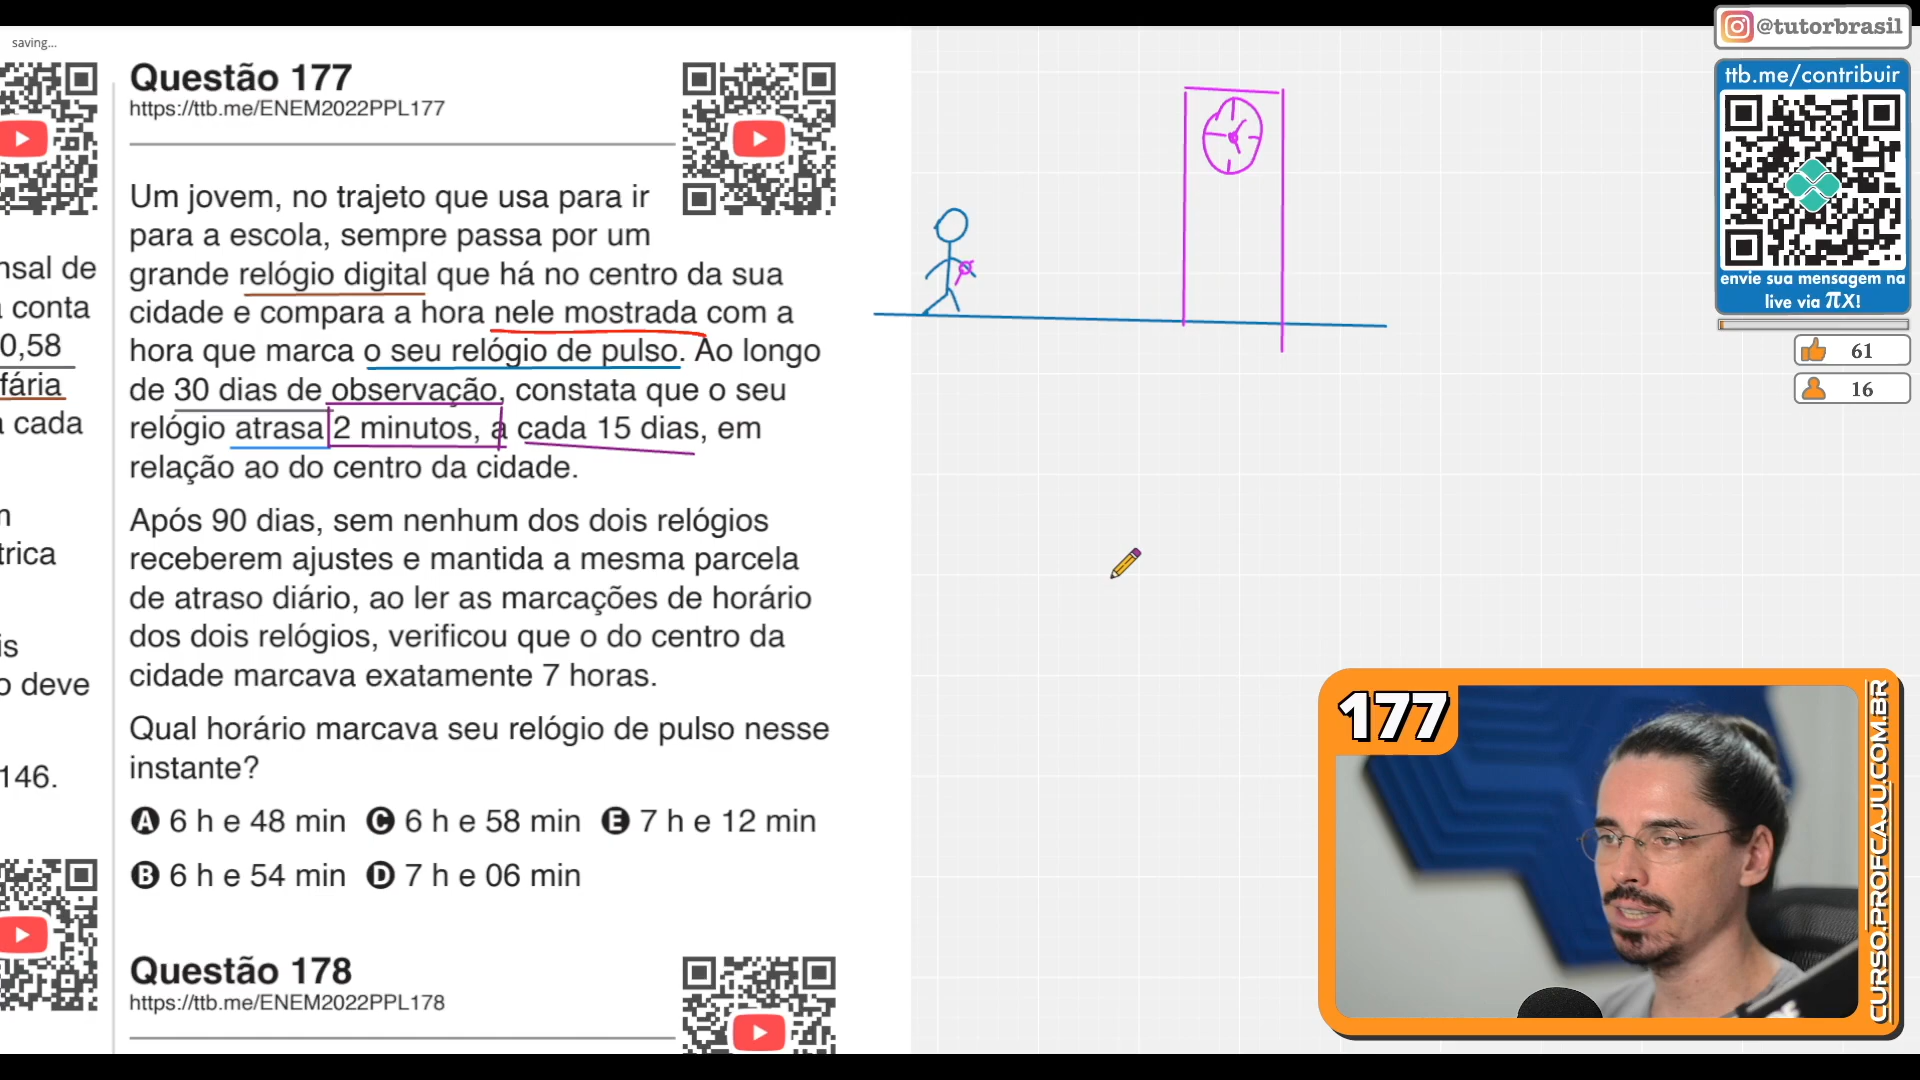 saving...
@tutorbrasil
ttb.me/contribuir
envie sua mensagem na
live via πX!
61
16
nsal de
conta
0,58
fária
cada
trica
is
o deve
146.
Questão 177
https://ttb.me/ENEM2022PPL177
Um jovem, no trajeto que usa para ir
para a escola, sempre passa por um
grande relógio digital que há no centro da sua
cidade e compara a hora nele mostrada com a
hora que marca o seu relógio de pulso. Ao longo
de 30 dias de observação, constata que o seu
relógio atrasa 2 minutos, a cada 15 dias, em
relação ao do centro da cidade.
Após 90 dias, sem nenhum dos dois relógios
receberem ajustes e mantida a mesma parcela
de atraso diário, ao ler as marcações de horário
dos dois relógios, verificou que o do centro da
cidade marcava exatamente 7 horas.
Qual horário marcava seu relógio de pulso nesse
instante?
A 6 h e 48 min C 6 h e 58 min E 7 h e 12 min
B 6 h e 54 min D 7 h e 06 min
Questão 178
https://ttb.me/ENEM2022PPL178
177
CURSO.PROFCAJU.COM.BR